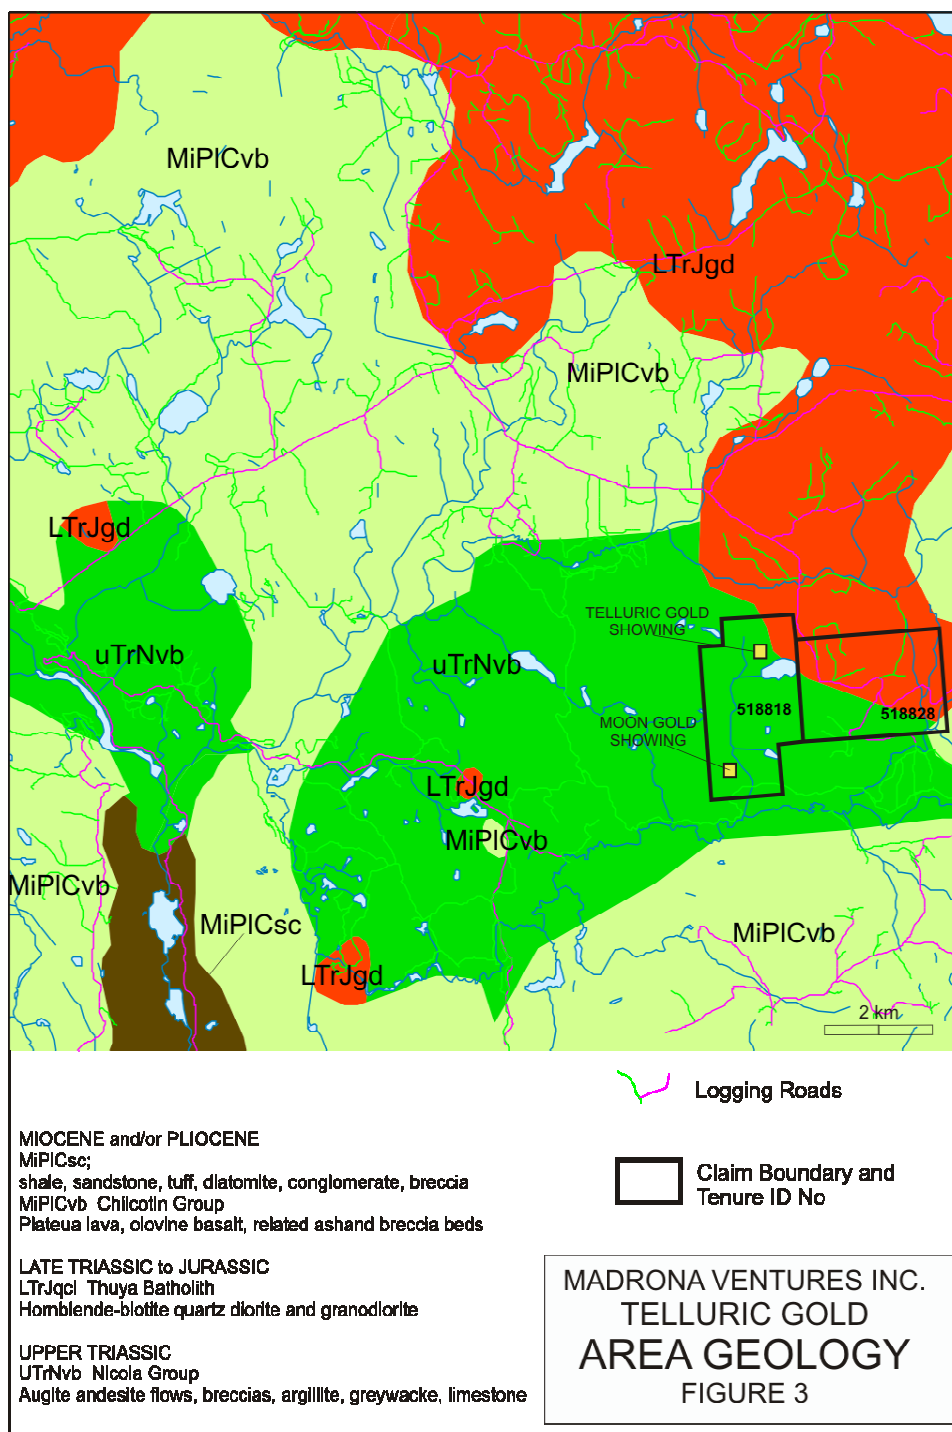 MiPlCvb
LTrJgd
MiPlCvb
LTrJgd
TELLURIC GOLD
SHOWING
uTrNvb
uTrNvb
518818
518828
MOON GOLD
SHOWING
LTrJgd
MiPlCvb
MiPlCvb
MiPlCsc
MiPlCvb
LTrJgd
2 km
Logging Roads
MIOCENE and/or PLIOCENE
MiPlCsc;
shale, sandstone, tuff, diatomite, conglomerate, breccia
MiPlCvb Chilcotin Group
Plateua lava, olovine basalt, related ashand breccia beds
Claim Boundary and
Tenure ID No
LATE TRIASSIC to JURASSIC
LTrJqcl Thuya Batholith
Hornblende-biotite quartz diorite and granodiorite
UPPER TRIASSIC
UTrNvb Nicola Group
Augite andesite flows, breccias, argillite, greywacke, limestone
MADRONA VENTURES INC.
TELLURIC GOLD
AREA GEOLOGY
FIGURE 3